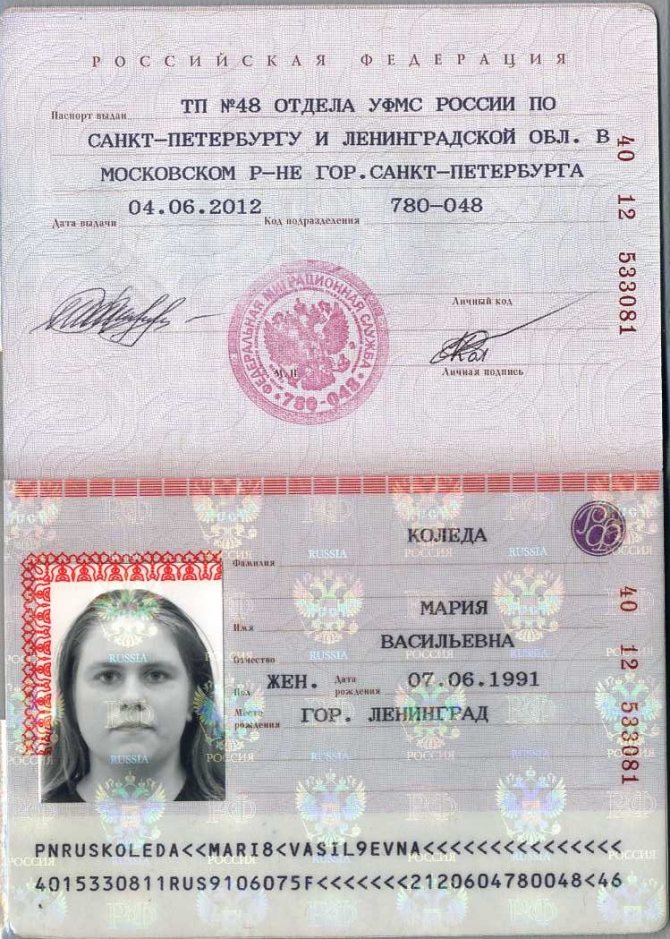 РОССИЙСКАЯ ФЕДЕРАЦИЯ
Паспорт выдан ТП №48 ОТДЕЛА УФМС РОССИИ ПО
САНКТ-ПЕТЕРБУРГУ И ЛЕНИНГРАДСКОЙ ОБЛ. В
МОСКОВСКОМ Р-НЕ ГОР.САНКТ-ПЕТЕРБУРГА
Дата выдачи 04.06.2012 Код подразделения 780-048
40 12 533081
Личный код
ФЕДЕРАЛЬНАЯ МИГРАЦИОННАЯ СЛУЖБА
780-048
М.П.
Личная подпись
КОЛЕДА
Фамилия
МАРИЯ
Имя
ВАСИЛЬЕВНА
Отчество
Пол ЖЕН. Дата рождения 07.06.1991
Место рождения ГОР. ЛЕНИНГРАД
40 12 533081
РФ
RUSSIA
РОССИЯ
PNRUSKOLEDA<<MARI8<VASIL9EVNA<<<<<<<<<<<<<<<
4015330811RUS9106075F<<<<<<<2120604780048<46